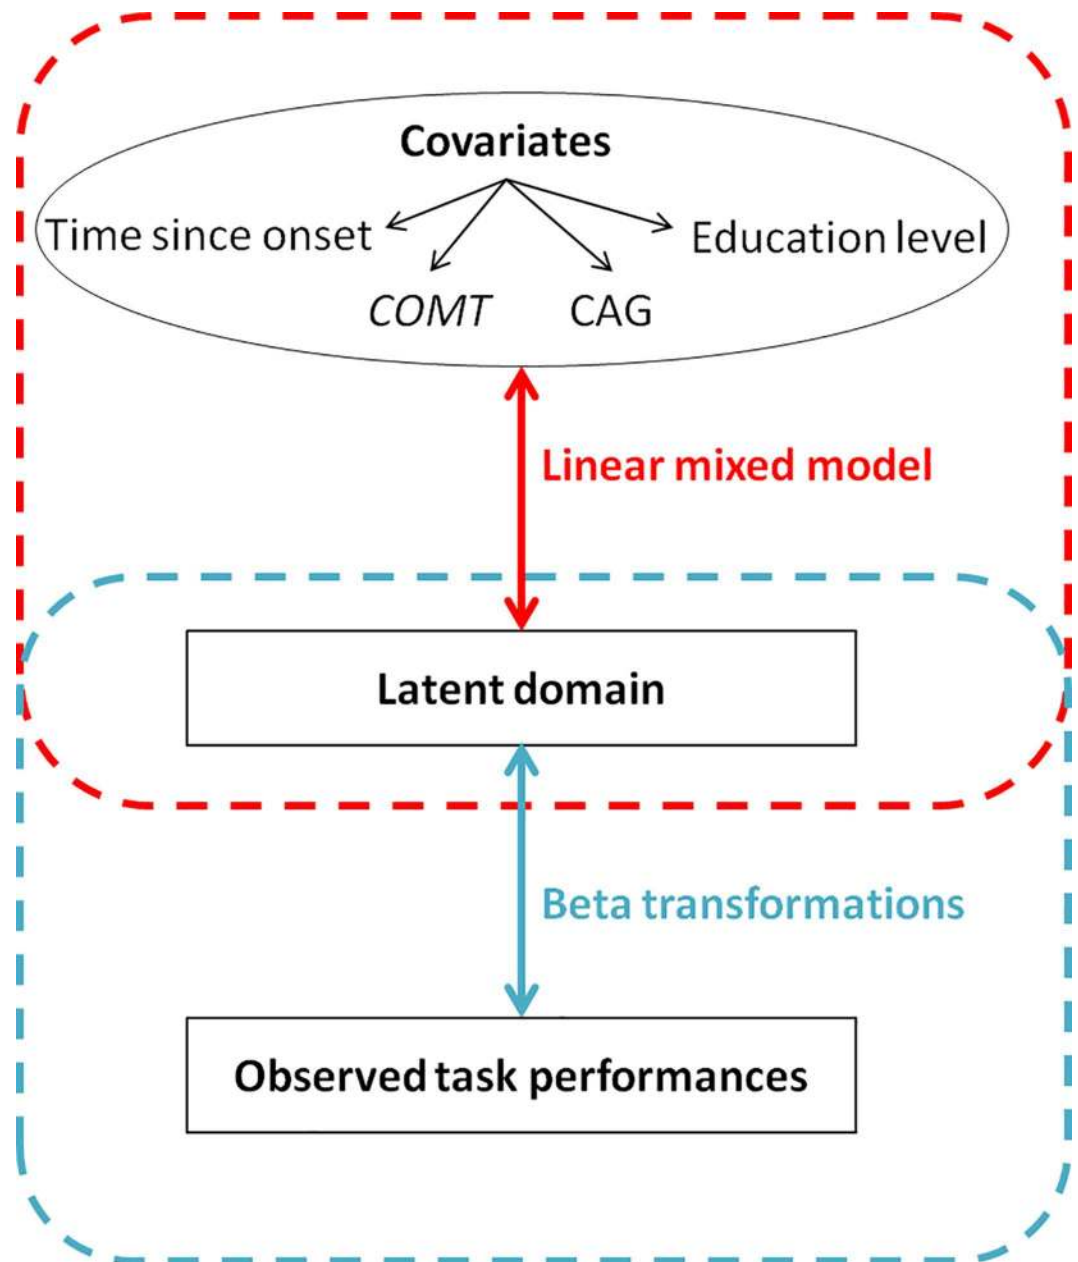 Covariates
Time since onset
Education level
COMT
CAG
Linear mixed model
Latent domain
Beta transformations
Observed task performances